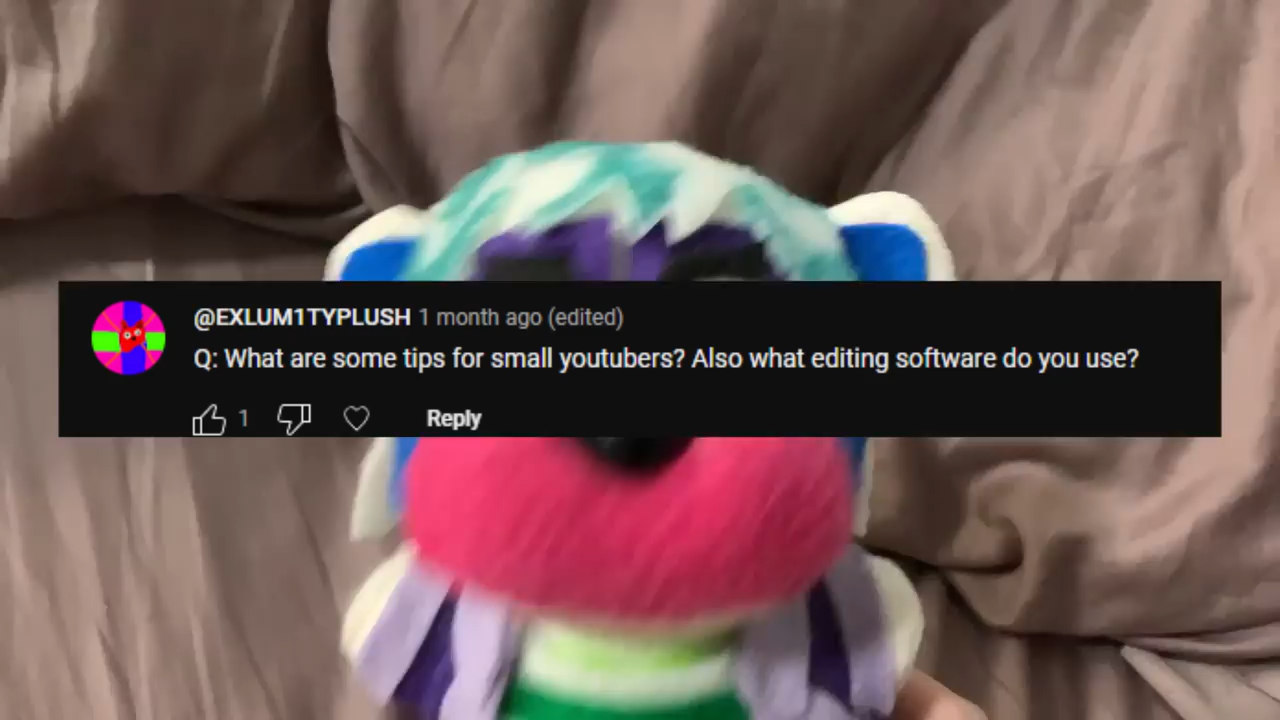 @EXLUM1TYPLUSH 1 month ago (edited)
Q: What are some tips for small youtubers? Also what editing software do you use?
1 Reply